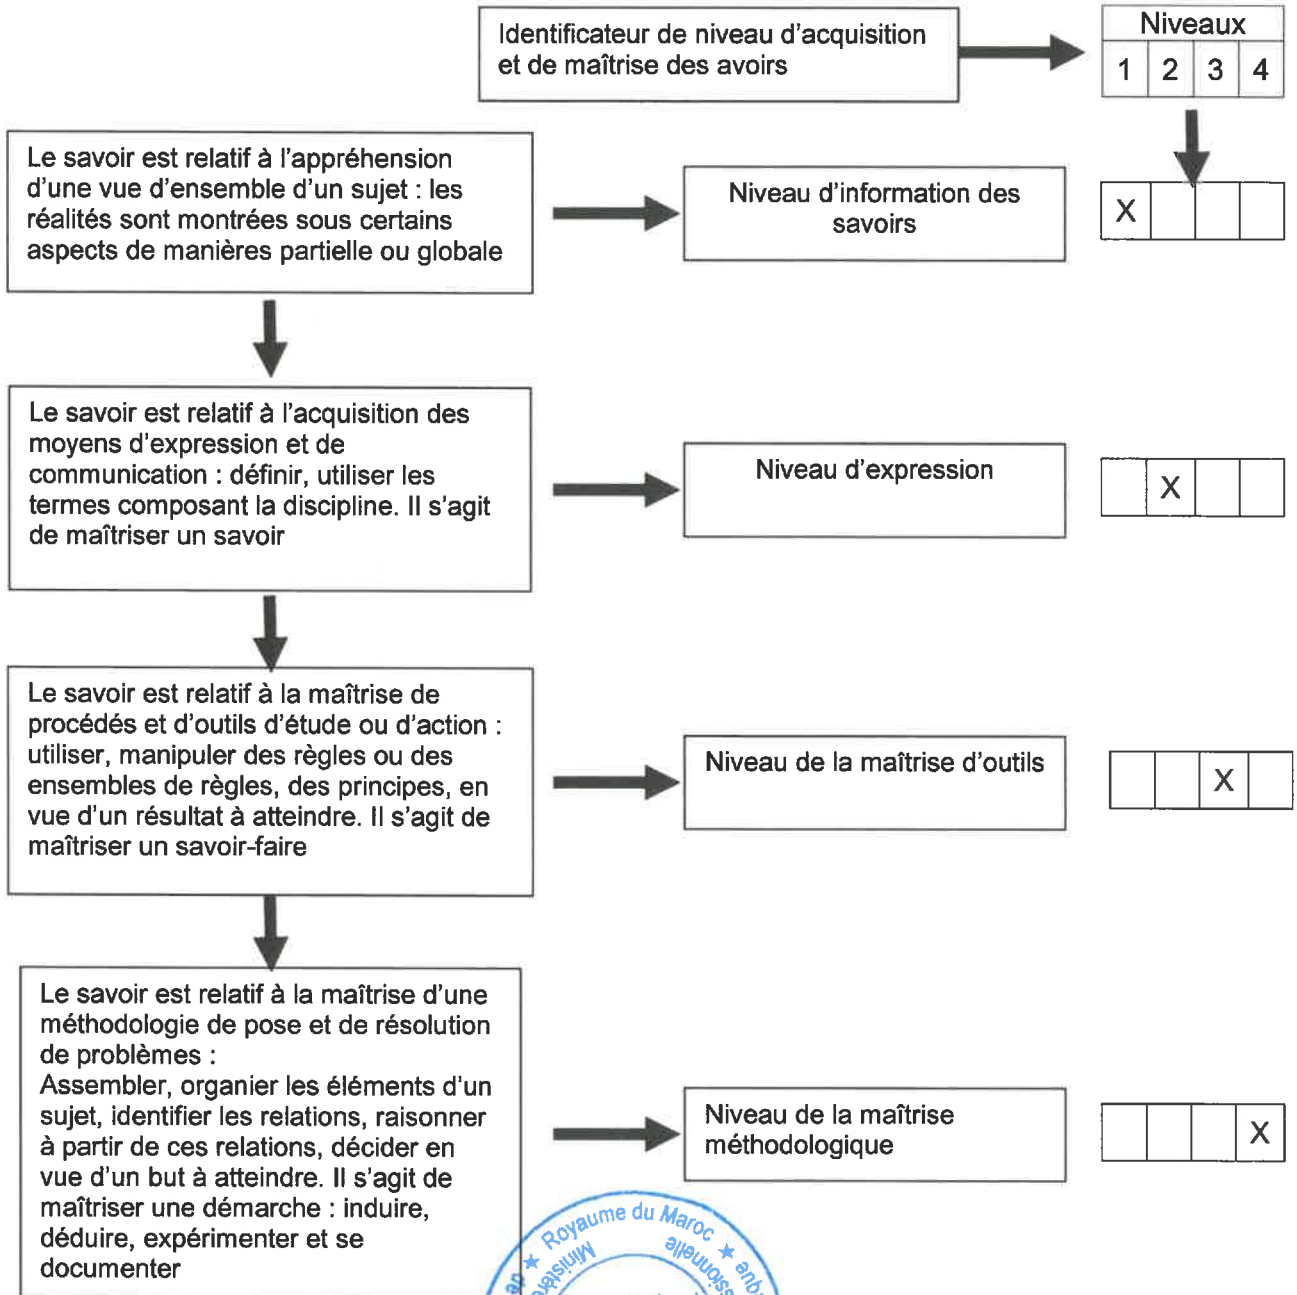 Identificateur de niveau d'acquisition
et de maîtrise des avoirs
Niveaux
1 2 3 4
Le savoir est relatif à l'appréhension
d'une vue d'ensemble d'un sujet : les
réalités sont montrées sous certains
aspects de manières partielle ou globale
Niveau d'information des
savoirs
X
Le savoir est relatif à l'acquisition des
moyens d'expression et de
communication : définir, utiliser les
termes composant la discipline. Il s'agit
de maîtriser un savoir
Niveau d'expression
X
Le savoir est relatif à la maîtrise de
procédés et d'outils d'étude ou d'action :
utiliser, manipuler des règles ou des
ensembles de règles, des principes, en
vue d'un résultat à atteindre. Il s'agit de
maîtriser un savoir-faire
Niveau de la maîtrise d'outils
X
Le savoir est relatif à la maîtrise d'une
méthodologie de pose et de résolution
de problèmes :
Assembler, organier les éléments d'un
sujet, identifier les relations, raisonner
à partir de ces relations, décider en
vue d'un but à atteindre. Il s'agit de
maîtriser une démarche : induire,
déduire, expérimenter et se
documenter
Niveau de la maîtrise
méthodologique
X
Royaume du Maroc
Ministère